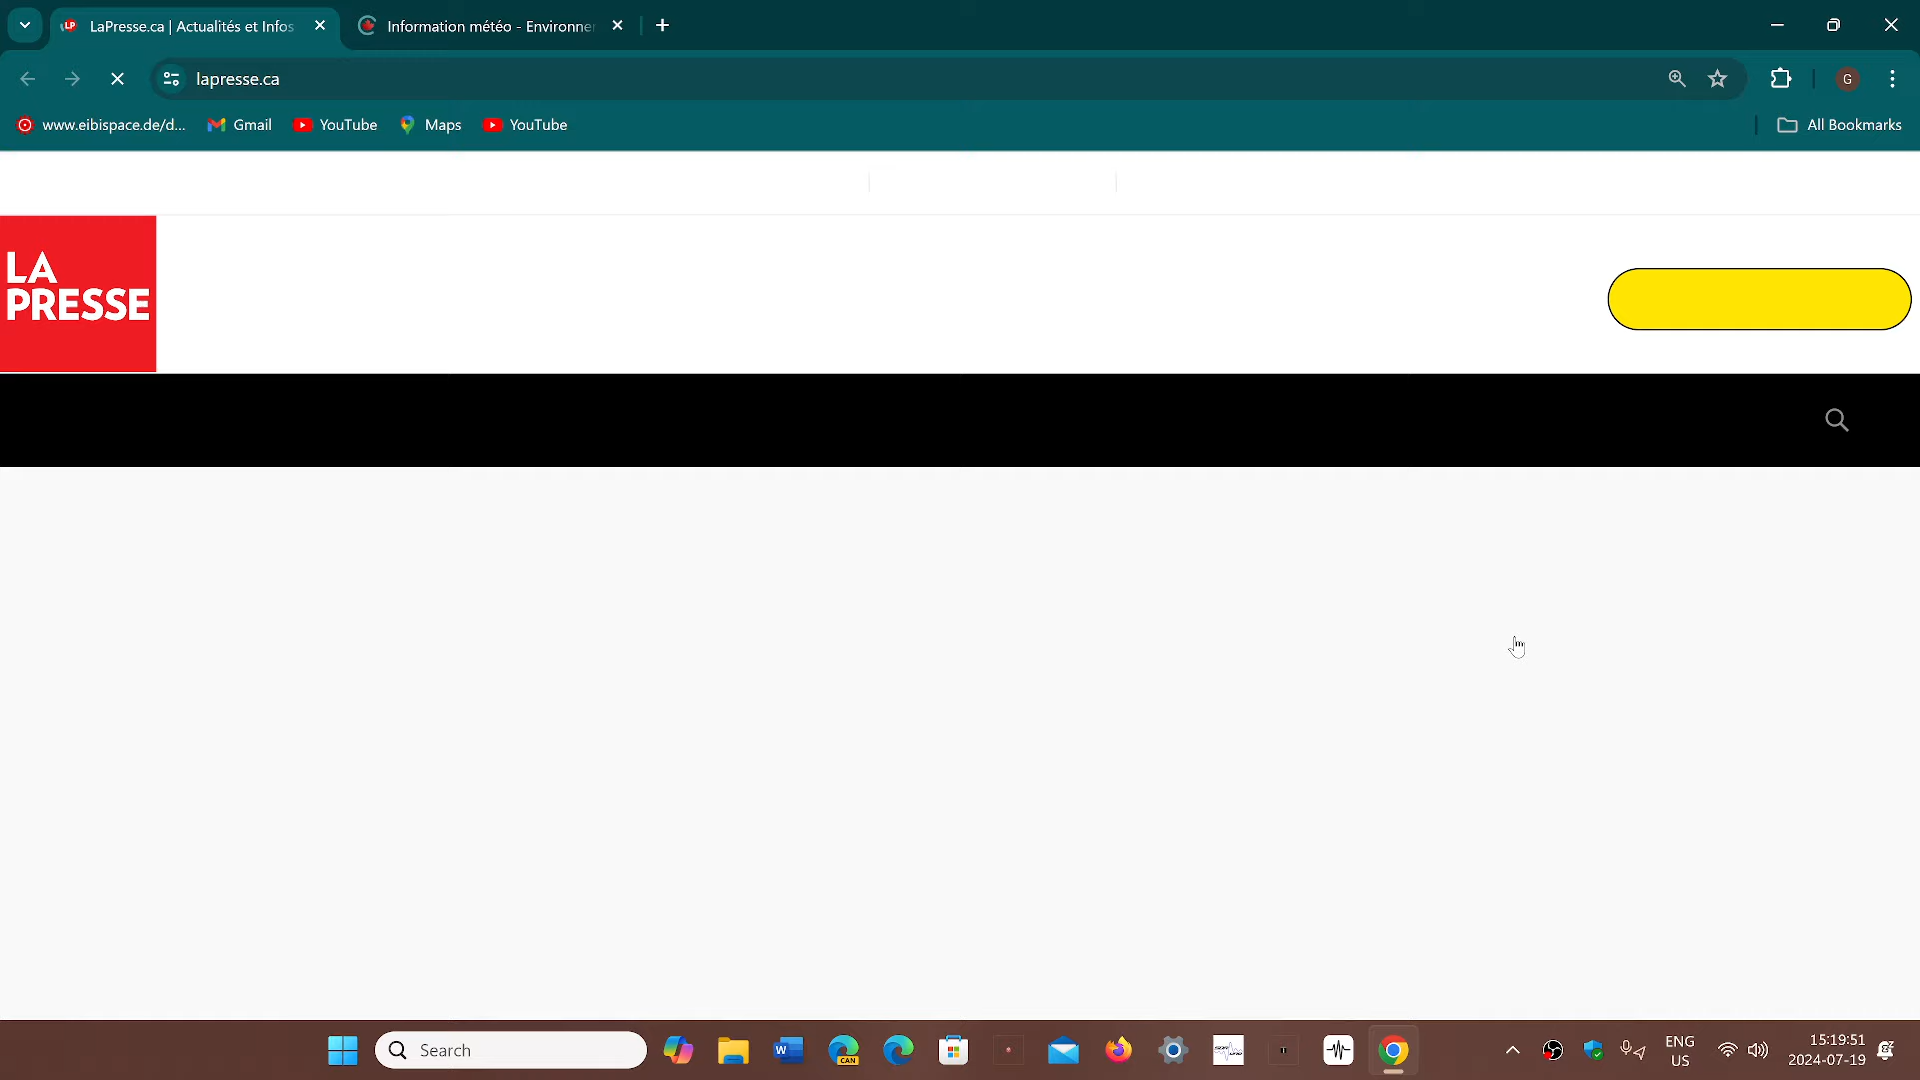 LaPresse.ca | Actualités et Infos
Information météo - Environne
lapresse.ca
G
www.eibispace.de/d...
Gmail
YouTube
Maps
YouTube
All Bookmarks
LA
PRESSE
Search
CAN
ENG
US
15:19:51
2024-07-19